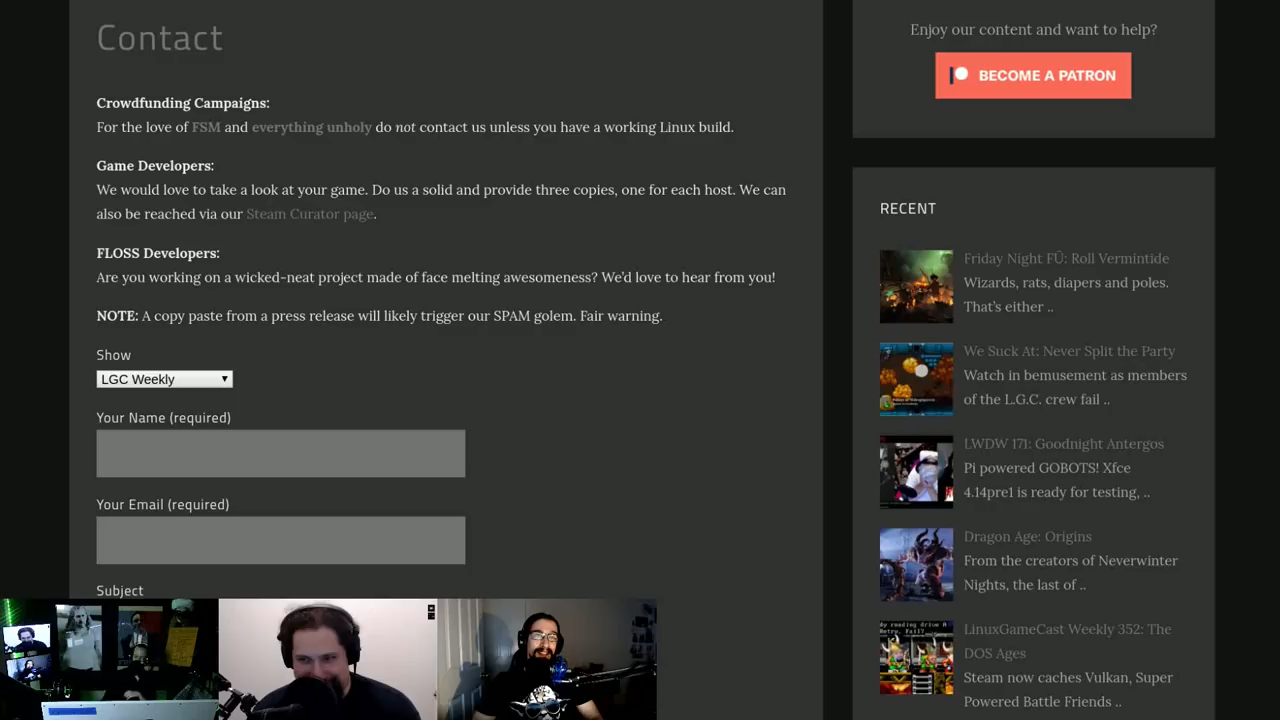 Contact
Crowdfunding Campaigns:
For the love of FSM and everything unholy do not contact us unless you have a working Linux build.
Game Developers:
We would love to take a look at your game. Do us a solid and provide three copies, one for each host. We can
also be reached via our Steam Curator page.
FLOSS Developers:
Are you working on a wicked-neat project made of face melting awesomeness? We'd love to hear from you!
NOTE: A copy paste from a press release will likely trigger our SPAM golem. Fair warning.
Show
LGC Weekly
Your Name (required)
Your Email (required)
Subject
Enjoy our content and want to help?
BECOME A PATRON
RECENT
Friday Night FÜ: Roll Vermintide
Wizards, rats, diapers and poles.
That's either ..
We Suck At: Never Split the Party
Watch in bemusement as members
of the L.G.C. crew fail ..
LWDW 171: Goodnight Antergos
Pi powered GOBOTS! Xfce
4.14pre1 is ready for testing, ..
Dragon Age: Origins
From the creators of Neverwinter
Nights, the last of ..
LinuxGameCast Weekly 352: The
DOS Ages
Steam now caches Vulkan, Super
Powered Battle Friends ..